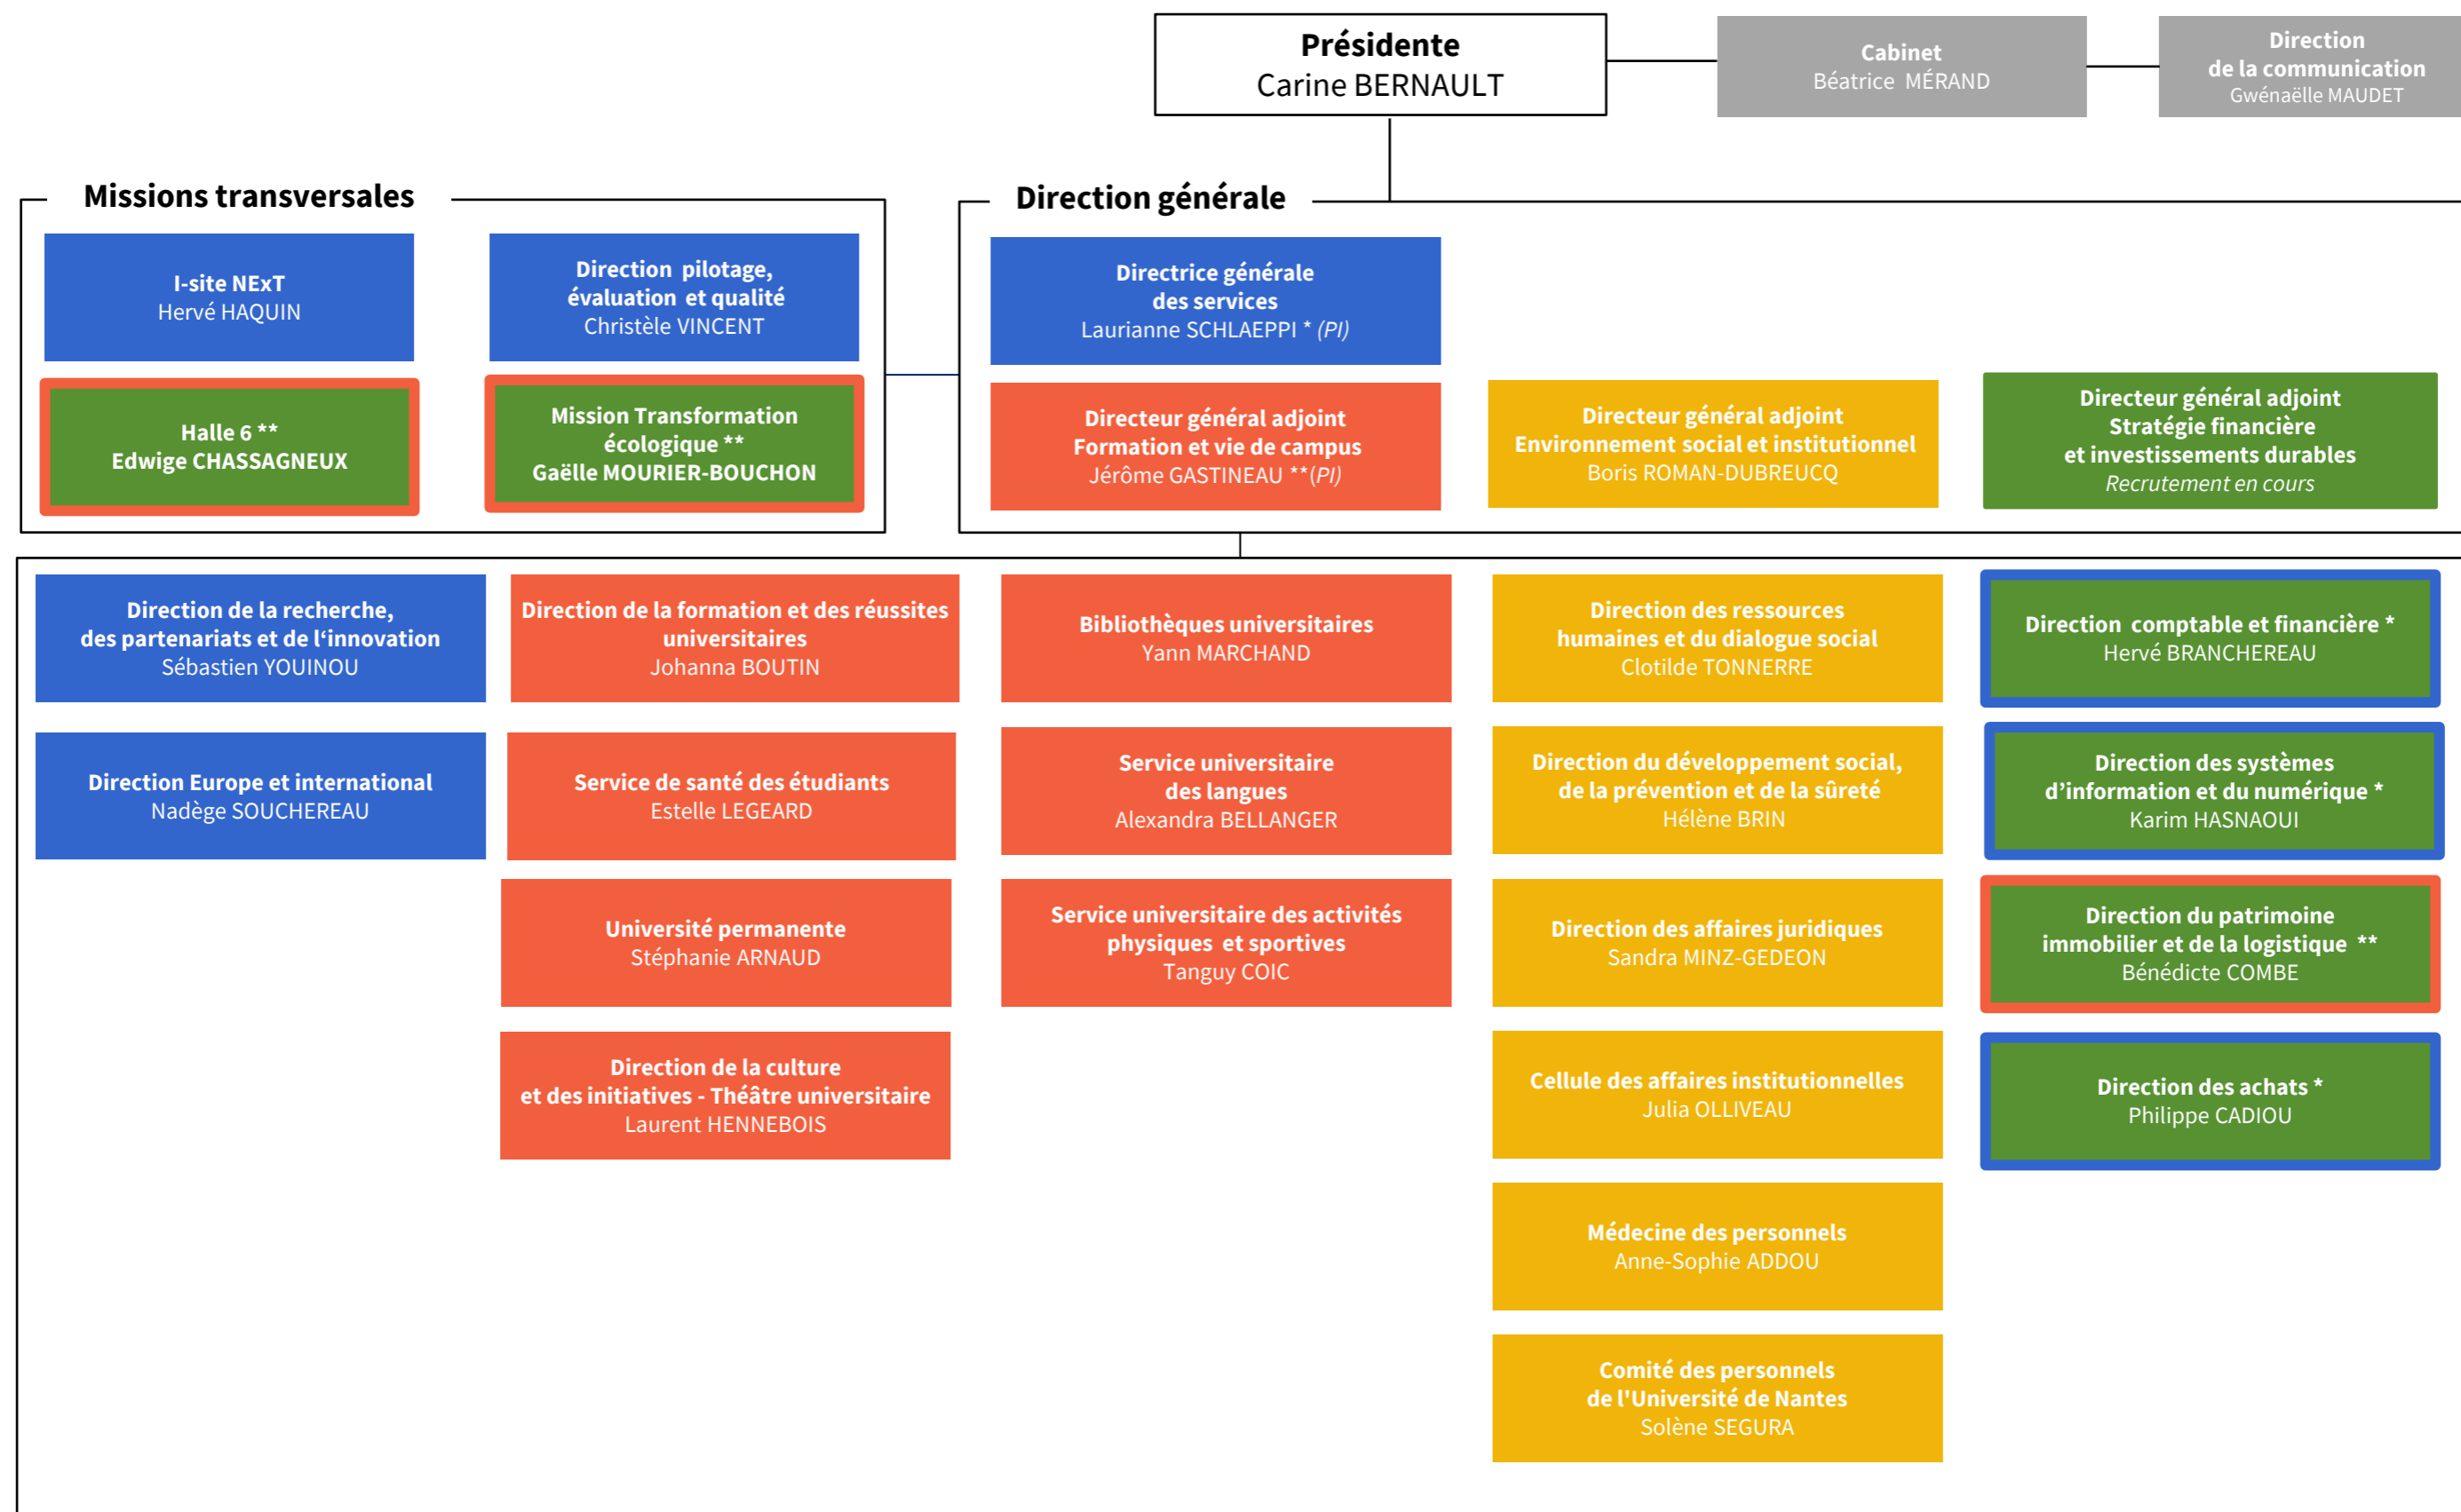 Présidente
Carine BERNAULT
Cabinet
Béatrice MÉRAND
Direction
de la communication
Gwénaëlle MAUDET
Missions transversales
I-site NExT
Hervé HAQUIN
Direction pilotage,
évaluation et qualité
Christèle VINCENT
Halle 6 **
Edwige CHASSAGNEUX
Mission Transformation
écologique **
Gaëlle MOURIER-BOUCHON
Direction générale
Directrice générale
des services
Laurianne SCHLAEPPI * (PI)
Directeur général adjoint
Formation et vie de campus
Jérôme GASTINEAU **(PI)
Directeur général adjoint
Environnement social et institutionnel
Boris ROMAN-DUBREUCQ
Directeur général adjoint
Stratégie financière
et investissements durables
Recrutement en cours
Direction de la recherche,
des partenariats et de l‘innovation
Sébastien YOUINOU
Direction Europe et international
Nadège SOUCHEREAU
Direction de la formation et des réussites
universitaires
Johanna BOUTIN
Service de santé des étudiants
Estelle LEGEARD
Université permanente
Stéphanie ARNAUD
Direction de la culture
et des initiatives - Théâtre universitaire
Laurent HENNEBOIS
Bibliothèques universitaires
Yann MARCHAND
Service universitaire
des langues
Alexandra BELLANGER
Service universitaire des activités
physiques et sportives
Tanguy COIC
Direction des ressources
humaines et du dialogue social
Clotilde TONNERRE
Direction du développement social,
de la prévention et de la sûreté
Hélène BRIN
Direction des affaires juridiques
Sandra MINZ-GEDEON
Cellule des affaires institutionnelles
Julia OLLIVEAU
Médecine des personnels
Anne-Sophie ADDOU
Comité des personnels
de l'Université de Nantes
Solène SEGURA
Direction comptable et financière *
Hervé BRANCHEREAU
Direction des systèmes
d’information et du numérique *
Karim HASNAOUI
Direction du patrimoine
immobilier et de la logistique **
Bénédicte COMBE
Direction des achats *
Philippe CADIOU